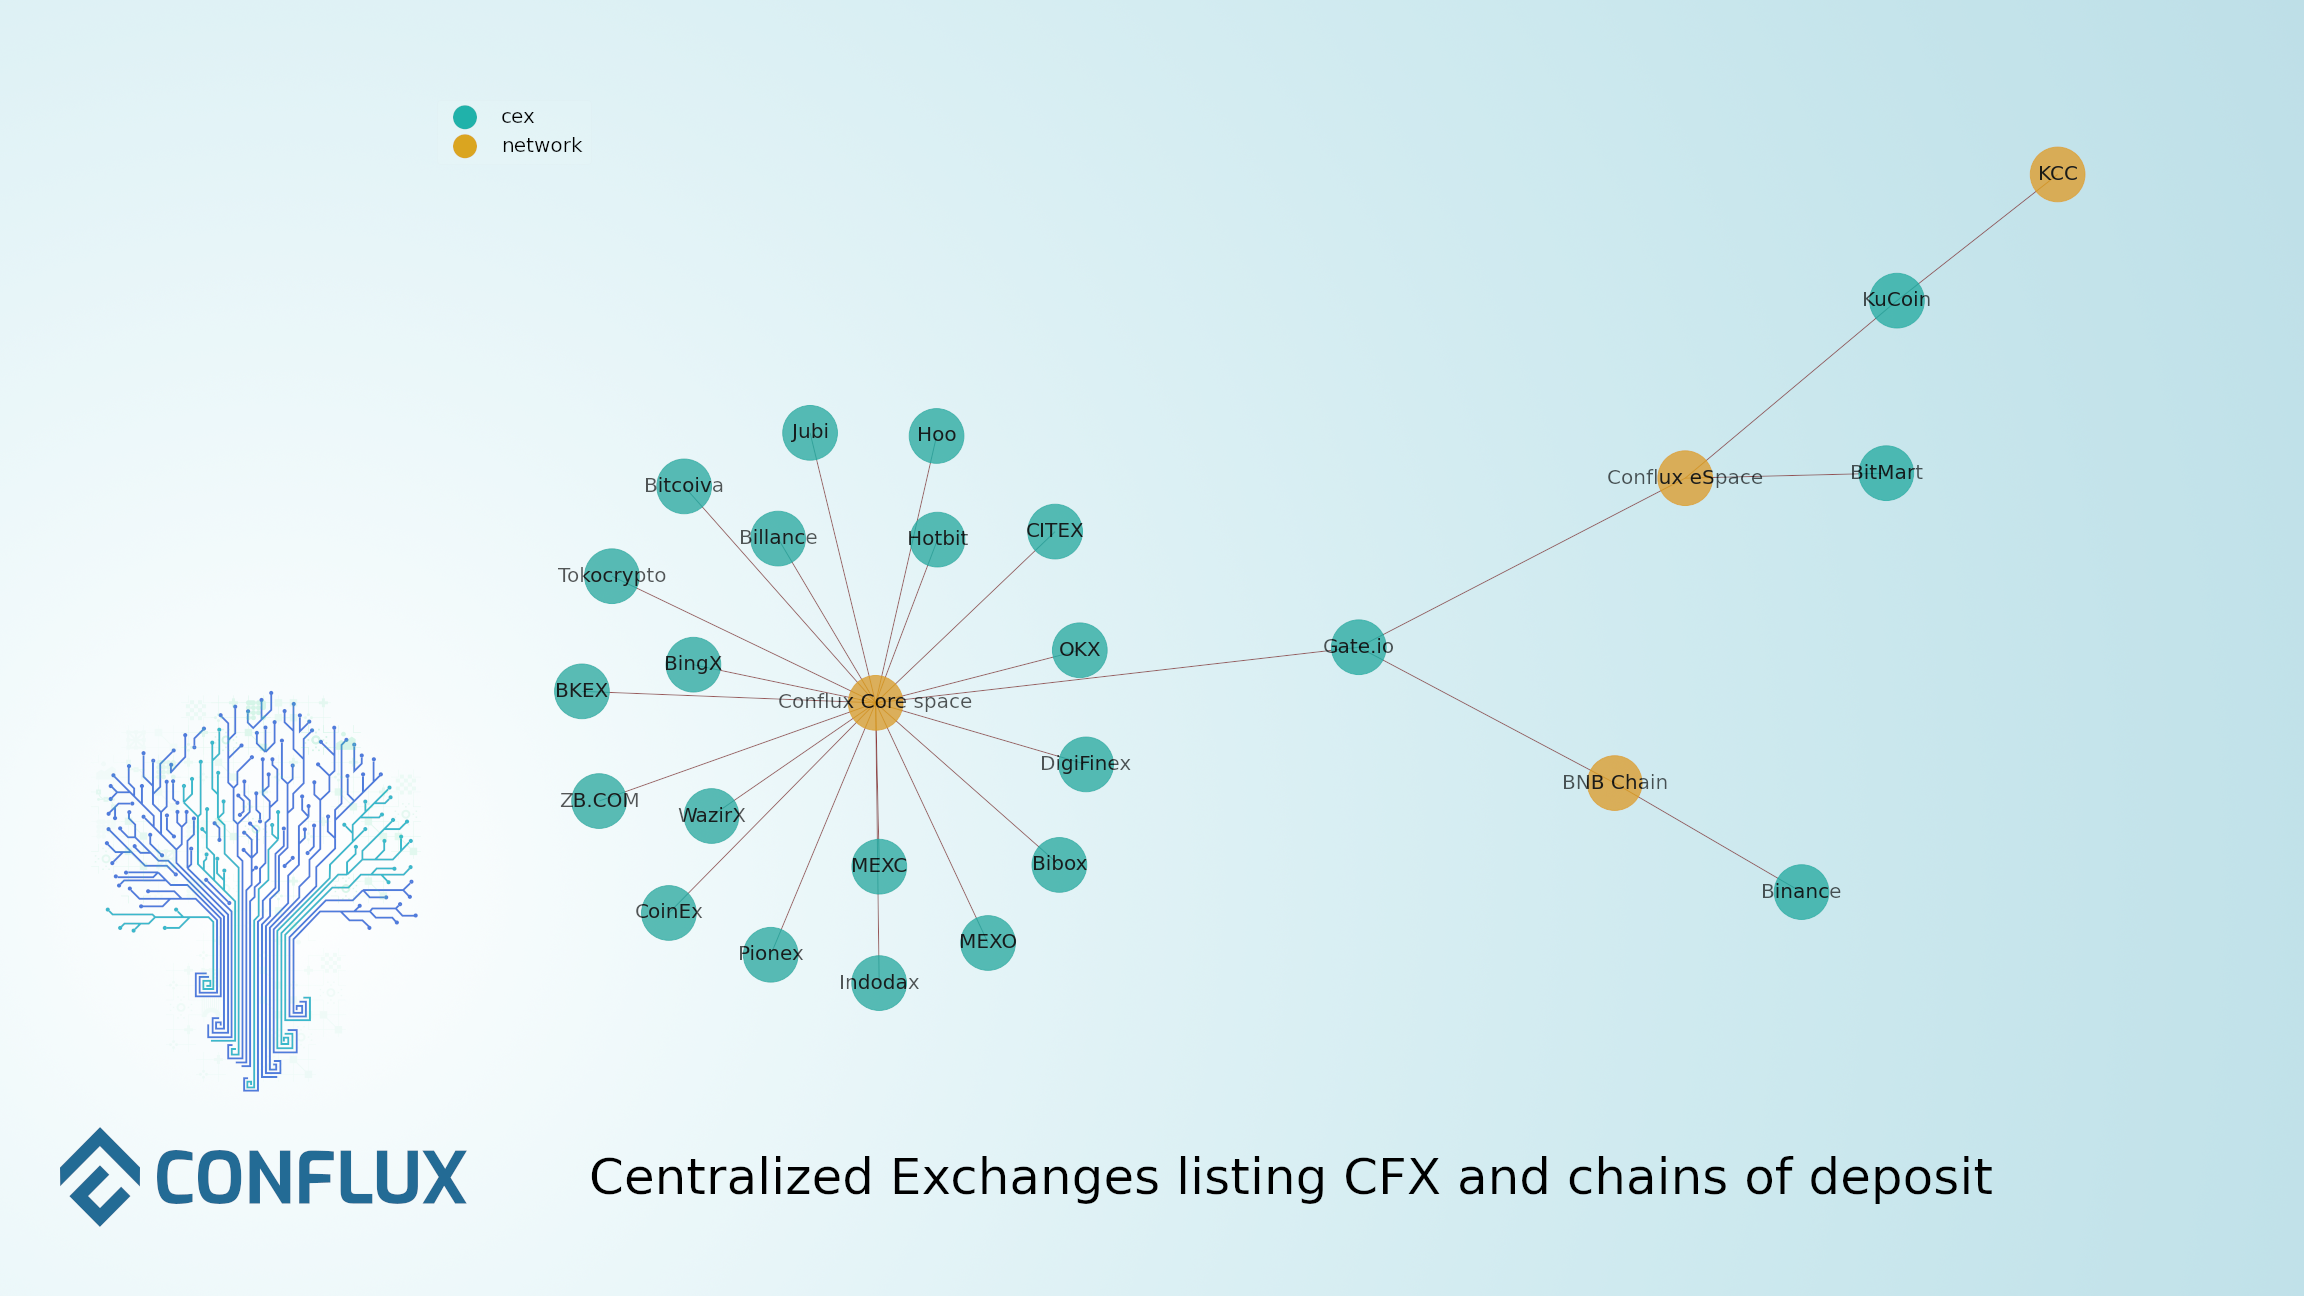 cex
network
KCC
KuCoin
Jubi
Hoo
Conflux eSpace
BitMart
Bitcoiva
Billance
Hotbit
CITEX
Tokocrypto
OKX
Gate.io
BingX
BKEX
Conflux Core space
DigiFinex
BNB Chain
ZB.COM
WazirX
MEXC
Bibox
Binance
CoinEx
Pionex
MEXO
Indodax
CONFLUX
Centralized Exchanges listing CFX and chains of deposit